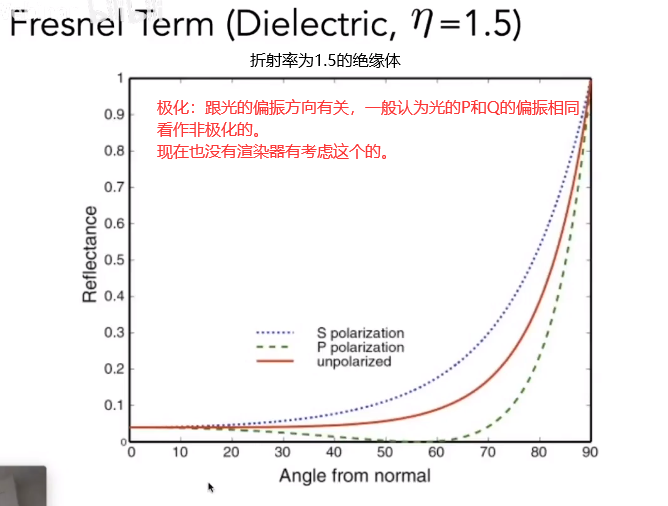 Fresnel Term (Dielectric, η=1.5)
折射率为1.5的绝缘体
极化：跟光的偏振方向有关，一般认为光的P和Q的偏振相同
看作非极化的。
现在也没有渲染器有考虑这个的。
1
0.9
0.8
0.7
0.6
0.5
0.4
0.3
0.2
0.1
0
Reflectance
S polarization
P polarization
unpolarized
0 10 20 30 40 50 60 70 80 90
Angle from normal